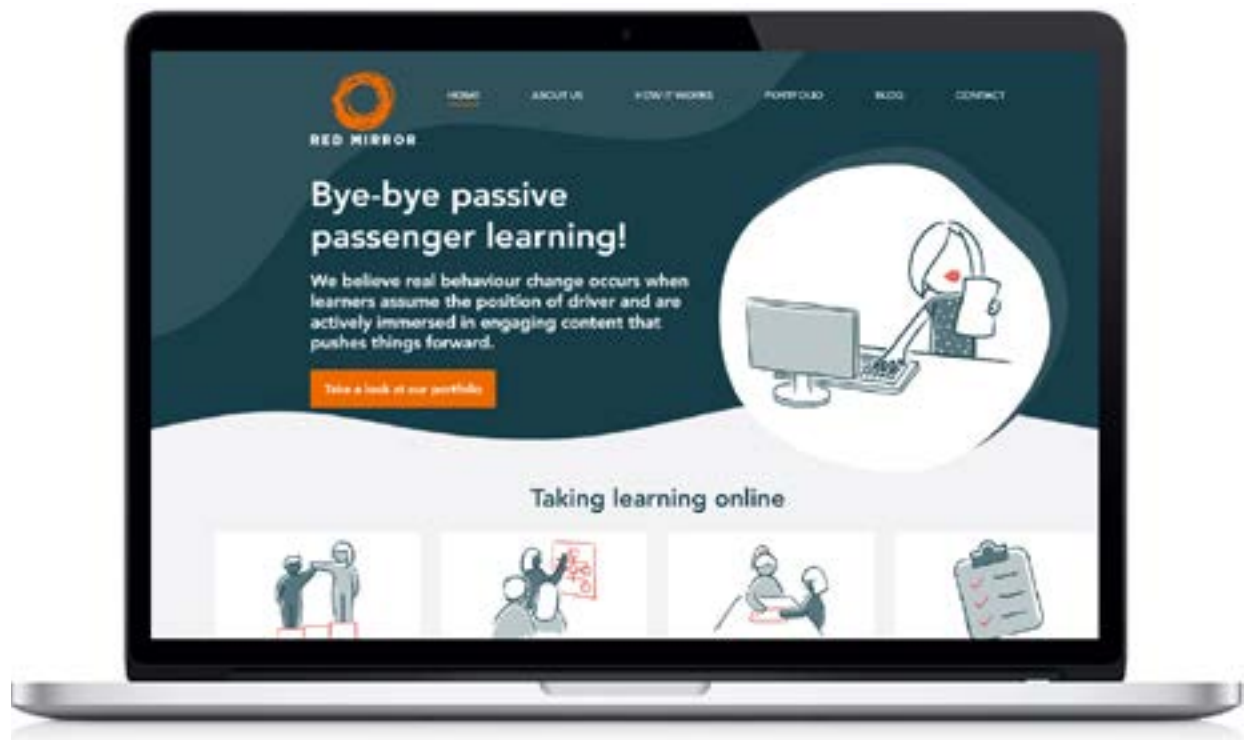 HOME ABOUT US HOW IT WORKS PORTFOLIO BLOG CONTACT
RED MIRROR
Bye-bye passive
passenger learning!
We believe real behaviour change occurs when
learners assume the position of driver and are
actively immersed in engaging content that
pushes things forward.
Take a look at our portfolio
Taking learning online